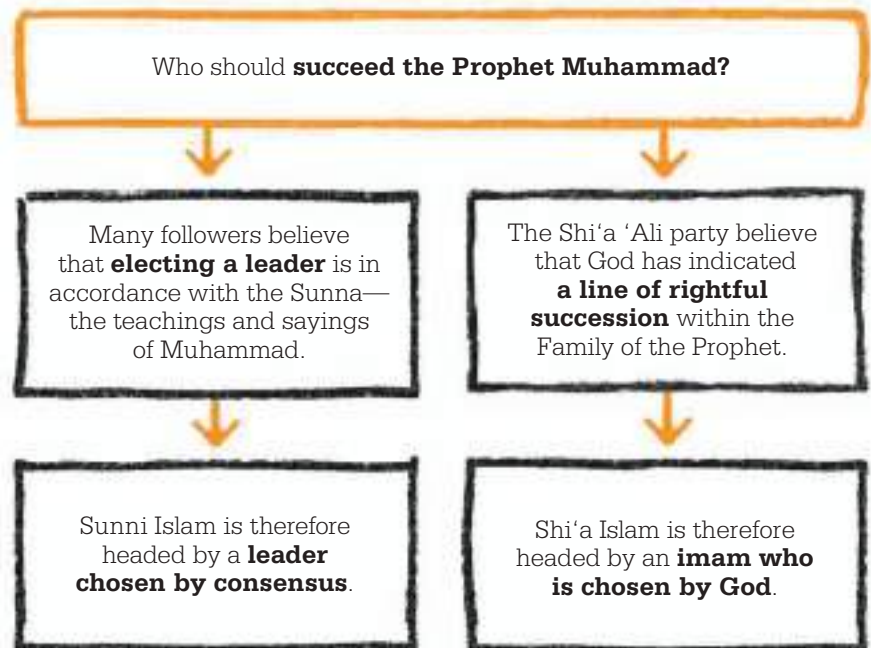 Who should succeed the Prophet Muhammad?
Many followers believe
that electing a leader is in
accordance with the Sunna—
the teachings and sayings
of Muhammad.
The Shi‘a ‘Ali party believe
that God has indicated
a line of rightful
succession within the
Family of the Prophet.
Sunni Islam is therefore
headed by a leader
chosen by consensus.
Shi‘a Islam is therefore
headed by an imam who
is chosen by God.